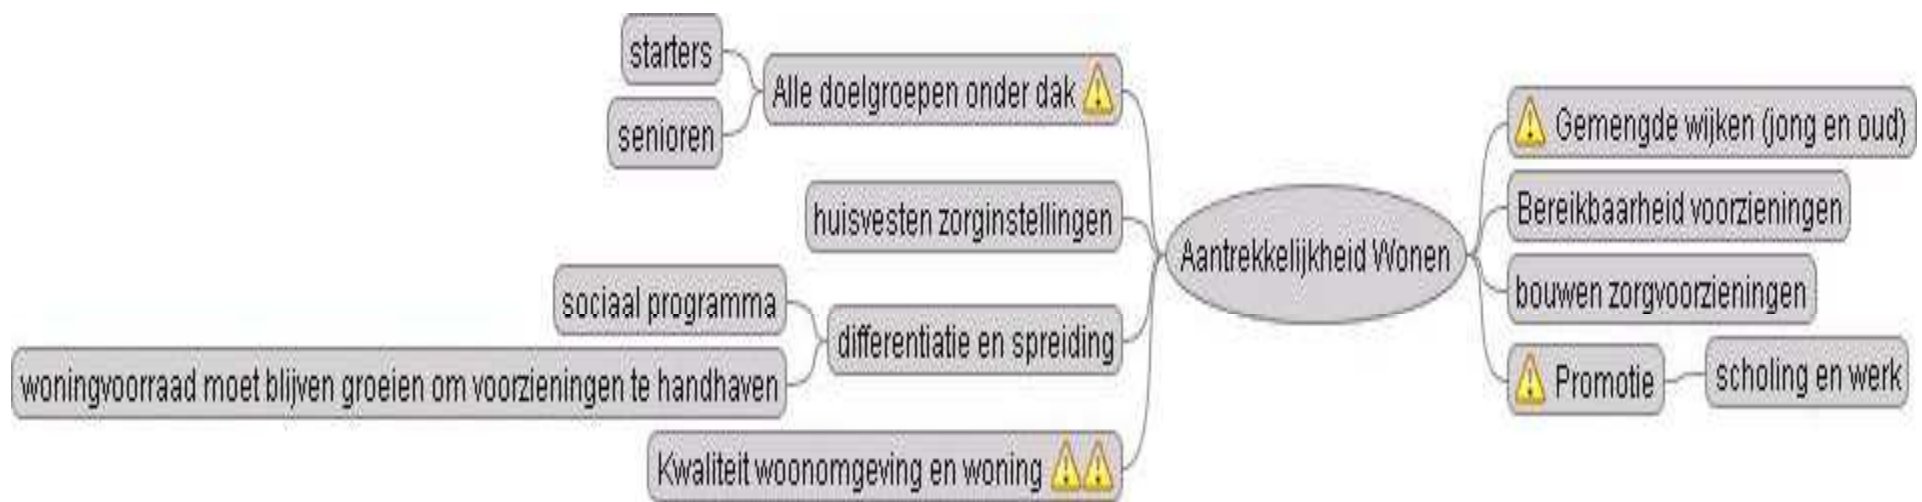 starters
senioren
Alle doelgroepen onder dak
huisvesten zorginstellingen
sociaal programma
woningvoorraad moet blijven groeien om voorzieningen te handhaven
differentiatie en spreiding
Kwaliteit woonomgeving en woning
Aantrekkelijkheid Wonen
Gemengde wijken (jong en oud)
Bereikbaarheid voorzieningen
bouwen zorgvoorzieningen
Promotie
scholing en werk